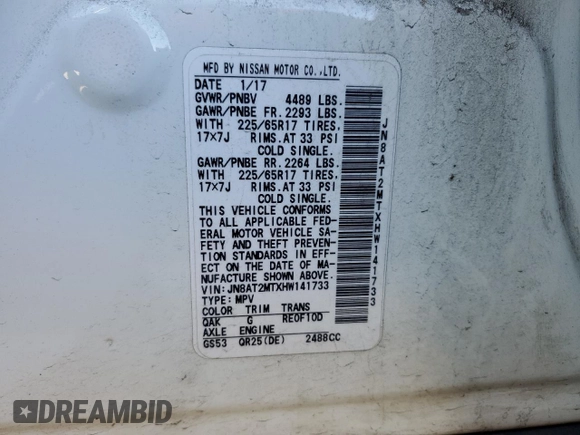 MFD BY NISSAN MOTOR CO.,LTD.
DATE 1/17
GVWR/PNBV 4489 LBS.
GAWR/PNBE FR. 2293 LBS.
WITH 225/65R17 TIRES,
17×7J RIMS. AT 33 PSI
COLD SINGLE.
GAWR/PNBE RR. 2264 LBS.
WITH 225/65R17 TIRES,
17×7J RIMS. AT 33 PSI
COLD SINGLE.
THIS VEHICLE CONFORMS
TO ALL APPLICABLE FED-
ERAL MOTOR VEHICLE SA-
FETY AND THEFT PREVEN-
TION STANDARDS IN EFF-
ECT ON THE DATE OF MA-
NUFACTURE SHOWN ABOVE.
VIN: JN8AT2MTXHW141733
TYPE: MPV
COLOR TRIM TRANS
QAK G RE0F10D
AXLE ENGINE
GS53 QR25(DE) 2488CC
JN8AT2MTXHW141733
DREAMBID